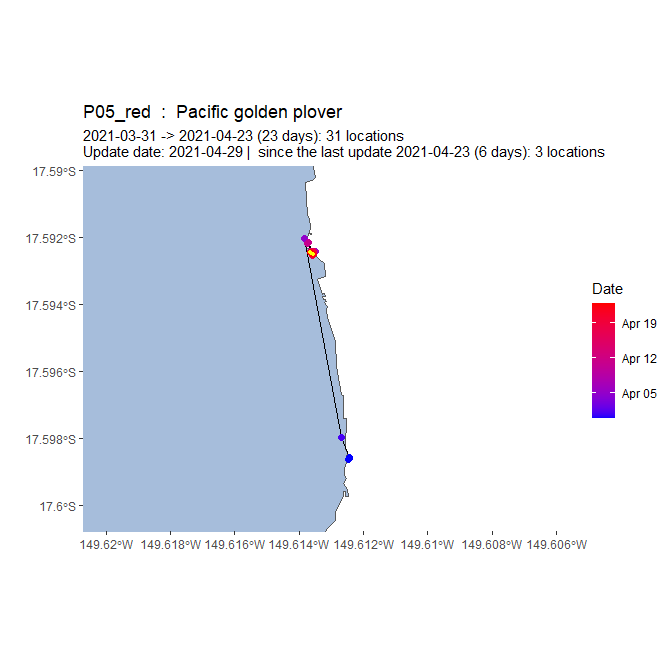 P05_red  :  Pacific golden plover
2021-03-31 -> 2021-04-23 (23 days): 31 locations
Update date: 2021-04-29 |  since the last update 2021-04-23 (6 days): 3 locations
17.59°S
17.592°S
17.594°S
17.596°S
17.598°S
17.6°S
149.62°W 149.618°W 149.616°W 149.614°W 149.612°W 149.61°W 149.608°W 149.606°W
Date
Apr 19
Apr 12
Apr 05